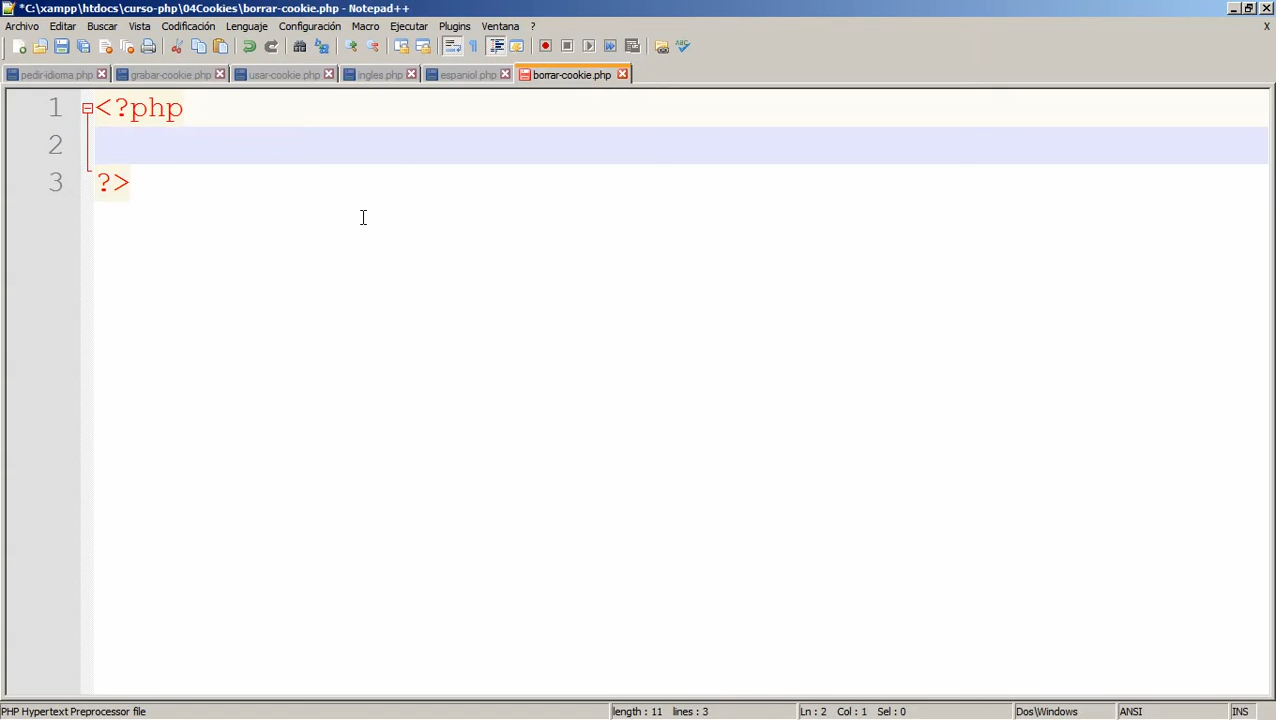 *C:\xampp\htdocs\curso-php\04Cookies\borrar-cookie.php - Notepad++
Archivo Editar Buscar Vista Codificación Lenguaje Configuración Macro Ejecutar Plugins Ventana ? X
pedir-idioma.php grabar-cookie.php usar-cookie.php ingles.php espaniol.php borrar-cookie.php
1 <?php
2
3 ?>
PHP Hypertext Preprocessor file length : 11 lines : 3 Ln : 2 Col : 1 Sel : 0 Dos\Windows ANSI INS